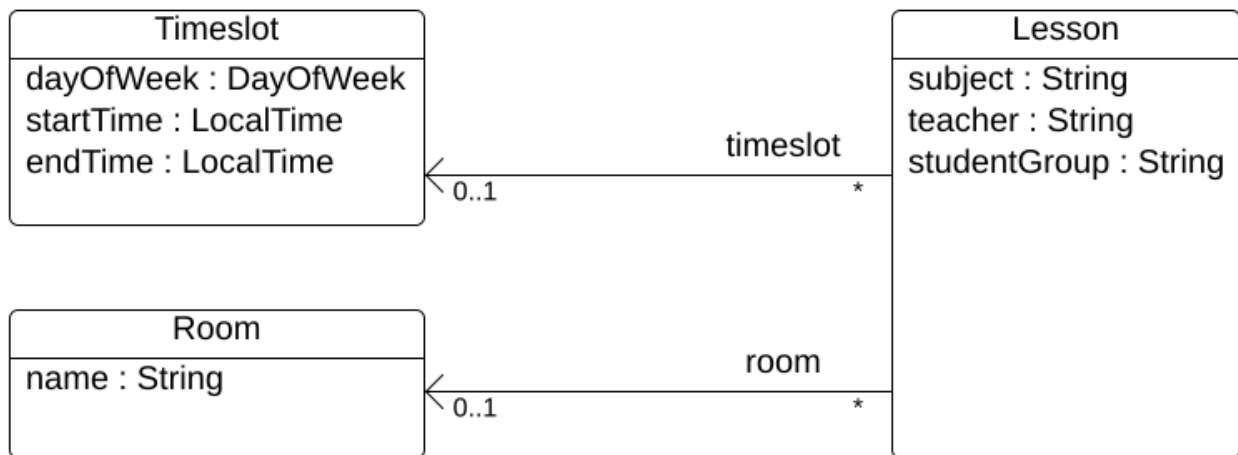 Timeslot
dayOfWeek : DayOfWeek
startTime : LocalTime
endTime : LocalTime
Lesson
subject : String
teacher : String
studentGroup : String
timeslot
0..1
*
Room
name : String
room
0..1
*